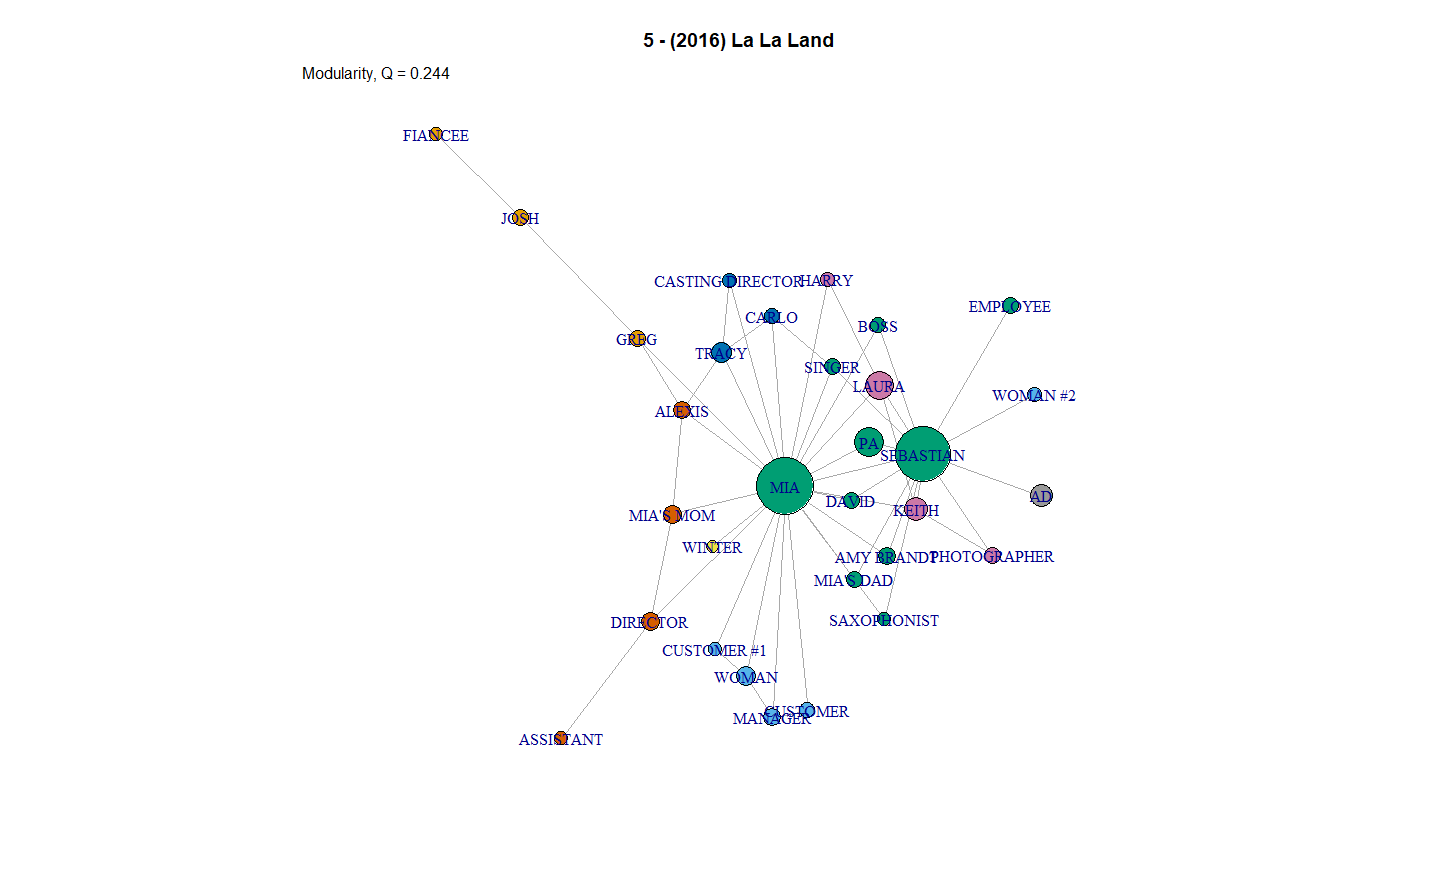 5 - (2016) La La Land
Modularity, Q = 0.244
FIANCEE
JOSH
CASTING DIRECTOR
HARRY
EMPLOYEE
CARLO
BOSS
GREG
TRACY
SINGER
LAURA
WOMAN #2
ALEXIS
PA
SEBASTIAN
MIA
AD
DAVID
KEITH
MIA'S MOM
WINTER
AMY BRANDT
PHOTOGRAPHER
MIA'S DAD
DIRECTOR
SAXOPHONIST
CUSTOMER #1
WOMAN
CUSTOMER
MANAGER
ASSISTANT